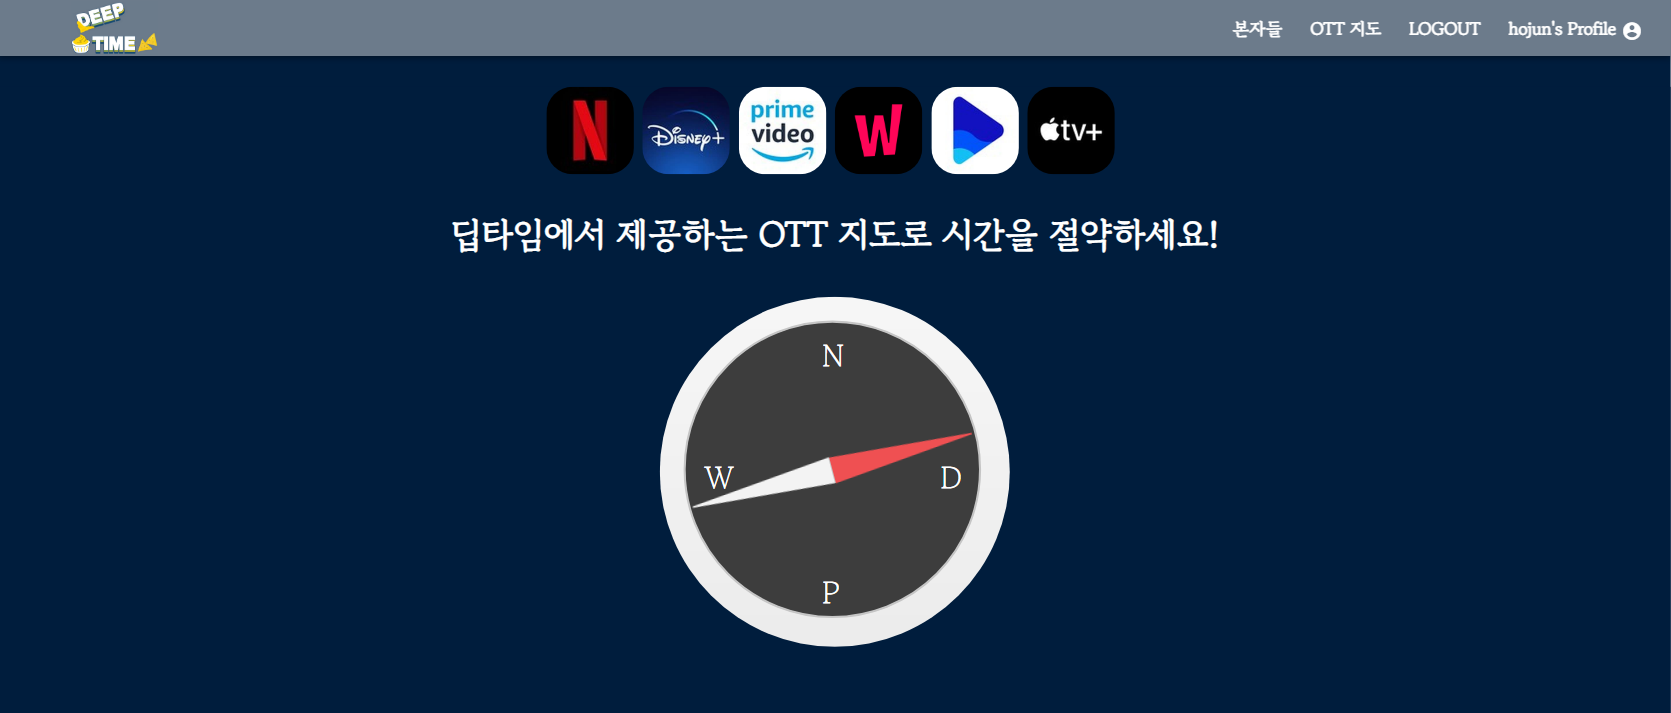 DEEP
TIME
본자들 OTT 지도 LOGOUT hojun's Profile
N Disney+ prime video W tv+
딥타임에서 제공하는 OTT 지도로 시간을 절약하세요!
N
W D
P